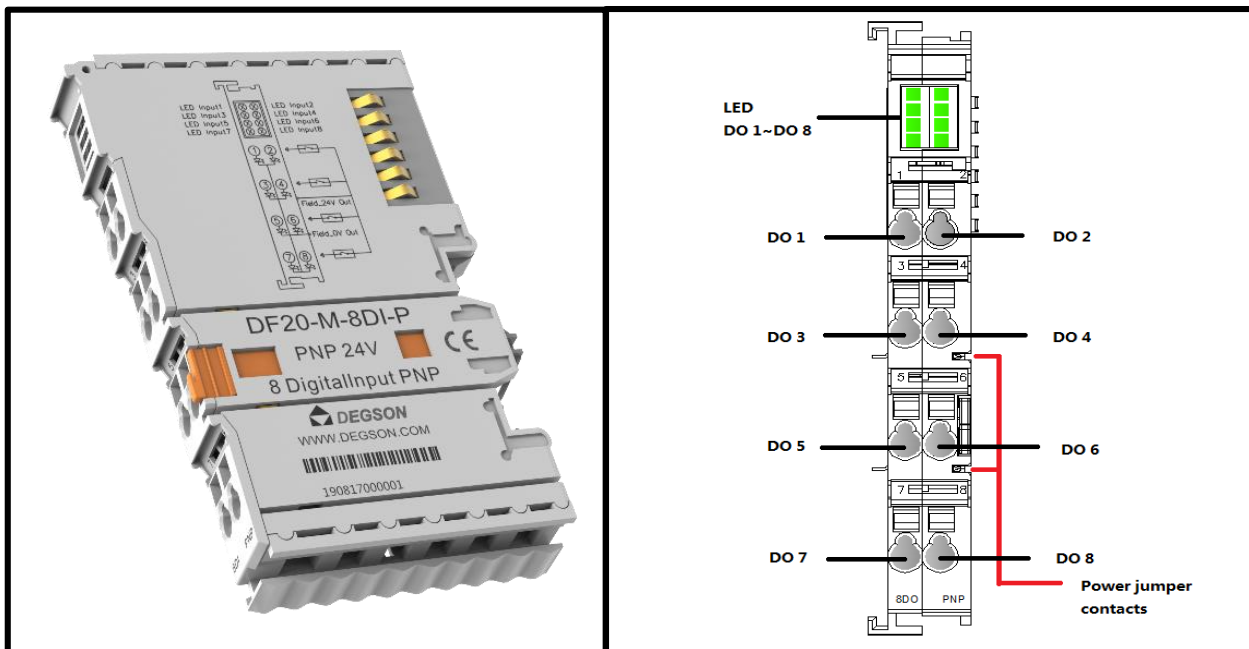 LED Input1
LED Input2
LED Input3
LED Input4
LED Input5
LED Input6
LED Input7
LED Input8
1 2
3 4
Field_24V Out
5 6
Field_0V Out
7 8
DF20-M-8DI-P
PNP 24V
CE
8 DigitalInput PNP
DEGSON
WWW.DEGSON.COM
190817000001
8DI PNP
LED
DO 1~DO 8
1 2
DO 1
DO 2
3 4
DO 3
DO 4
5 6
DO 5
DO 6
7 8
DO 7
DO 8
8DO PNP
Power jumper
contacts